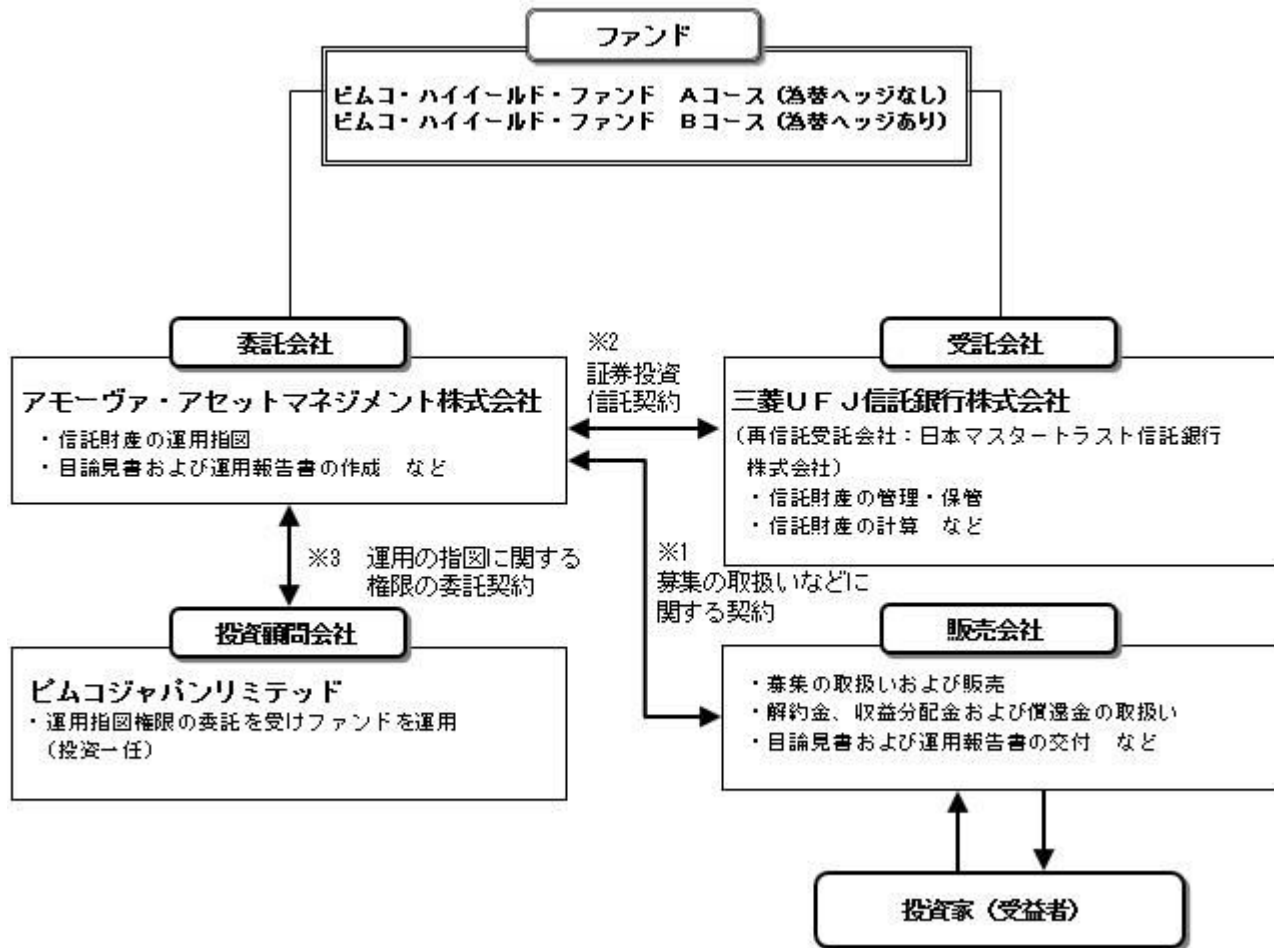 ファンド
ピムコ・ハイイールド・ファンド　Aコース（為替ヘッジなし）
ピムコ・ハイイールド・ファンド　Bコース（為替ヘッジあり）
委託会社
アモーヴァ・アセットマネジメント株式会社
・信託財産の運用指図
・目論見書および運用報告書の作成　など
※2
証券投資
信託契約
受託会社
三菱ＵＦＪ信託銀行株式会社
（再信託受託会社：日本マスタートラスト信託銀行
株式会社）
・信託財産の管理・保管
・信託財産の計算　など
※3　運用の指図に関する
権限の委託契約
※1
募集の取扱いなどに
関する契約
投資顧問会社
ピムコジャパンリミテッド
・運用指図権限の委託を受けファンドを運用
（投資一任）
販売会社
・募集の取扱いおよび販売
・解約金、収益分配金および償還金の取扱い
・目論見書および運用報告書の交付　など
投資家（受益者）